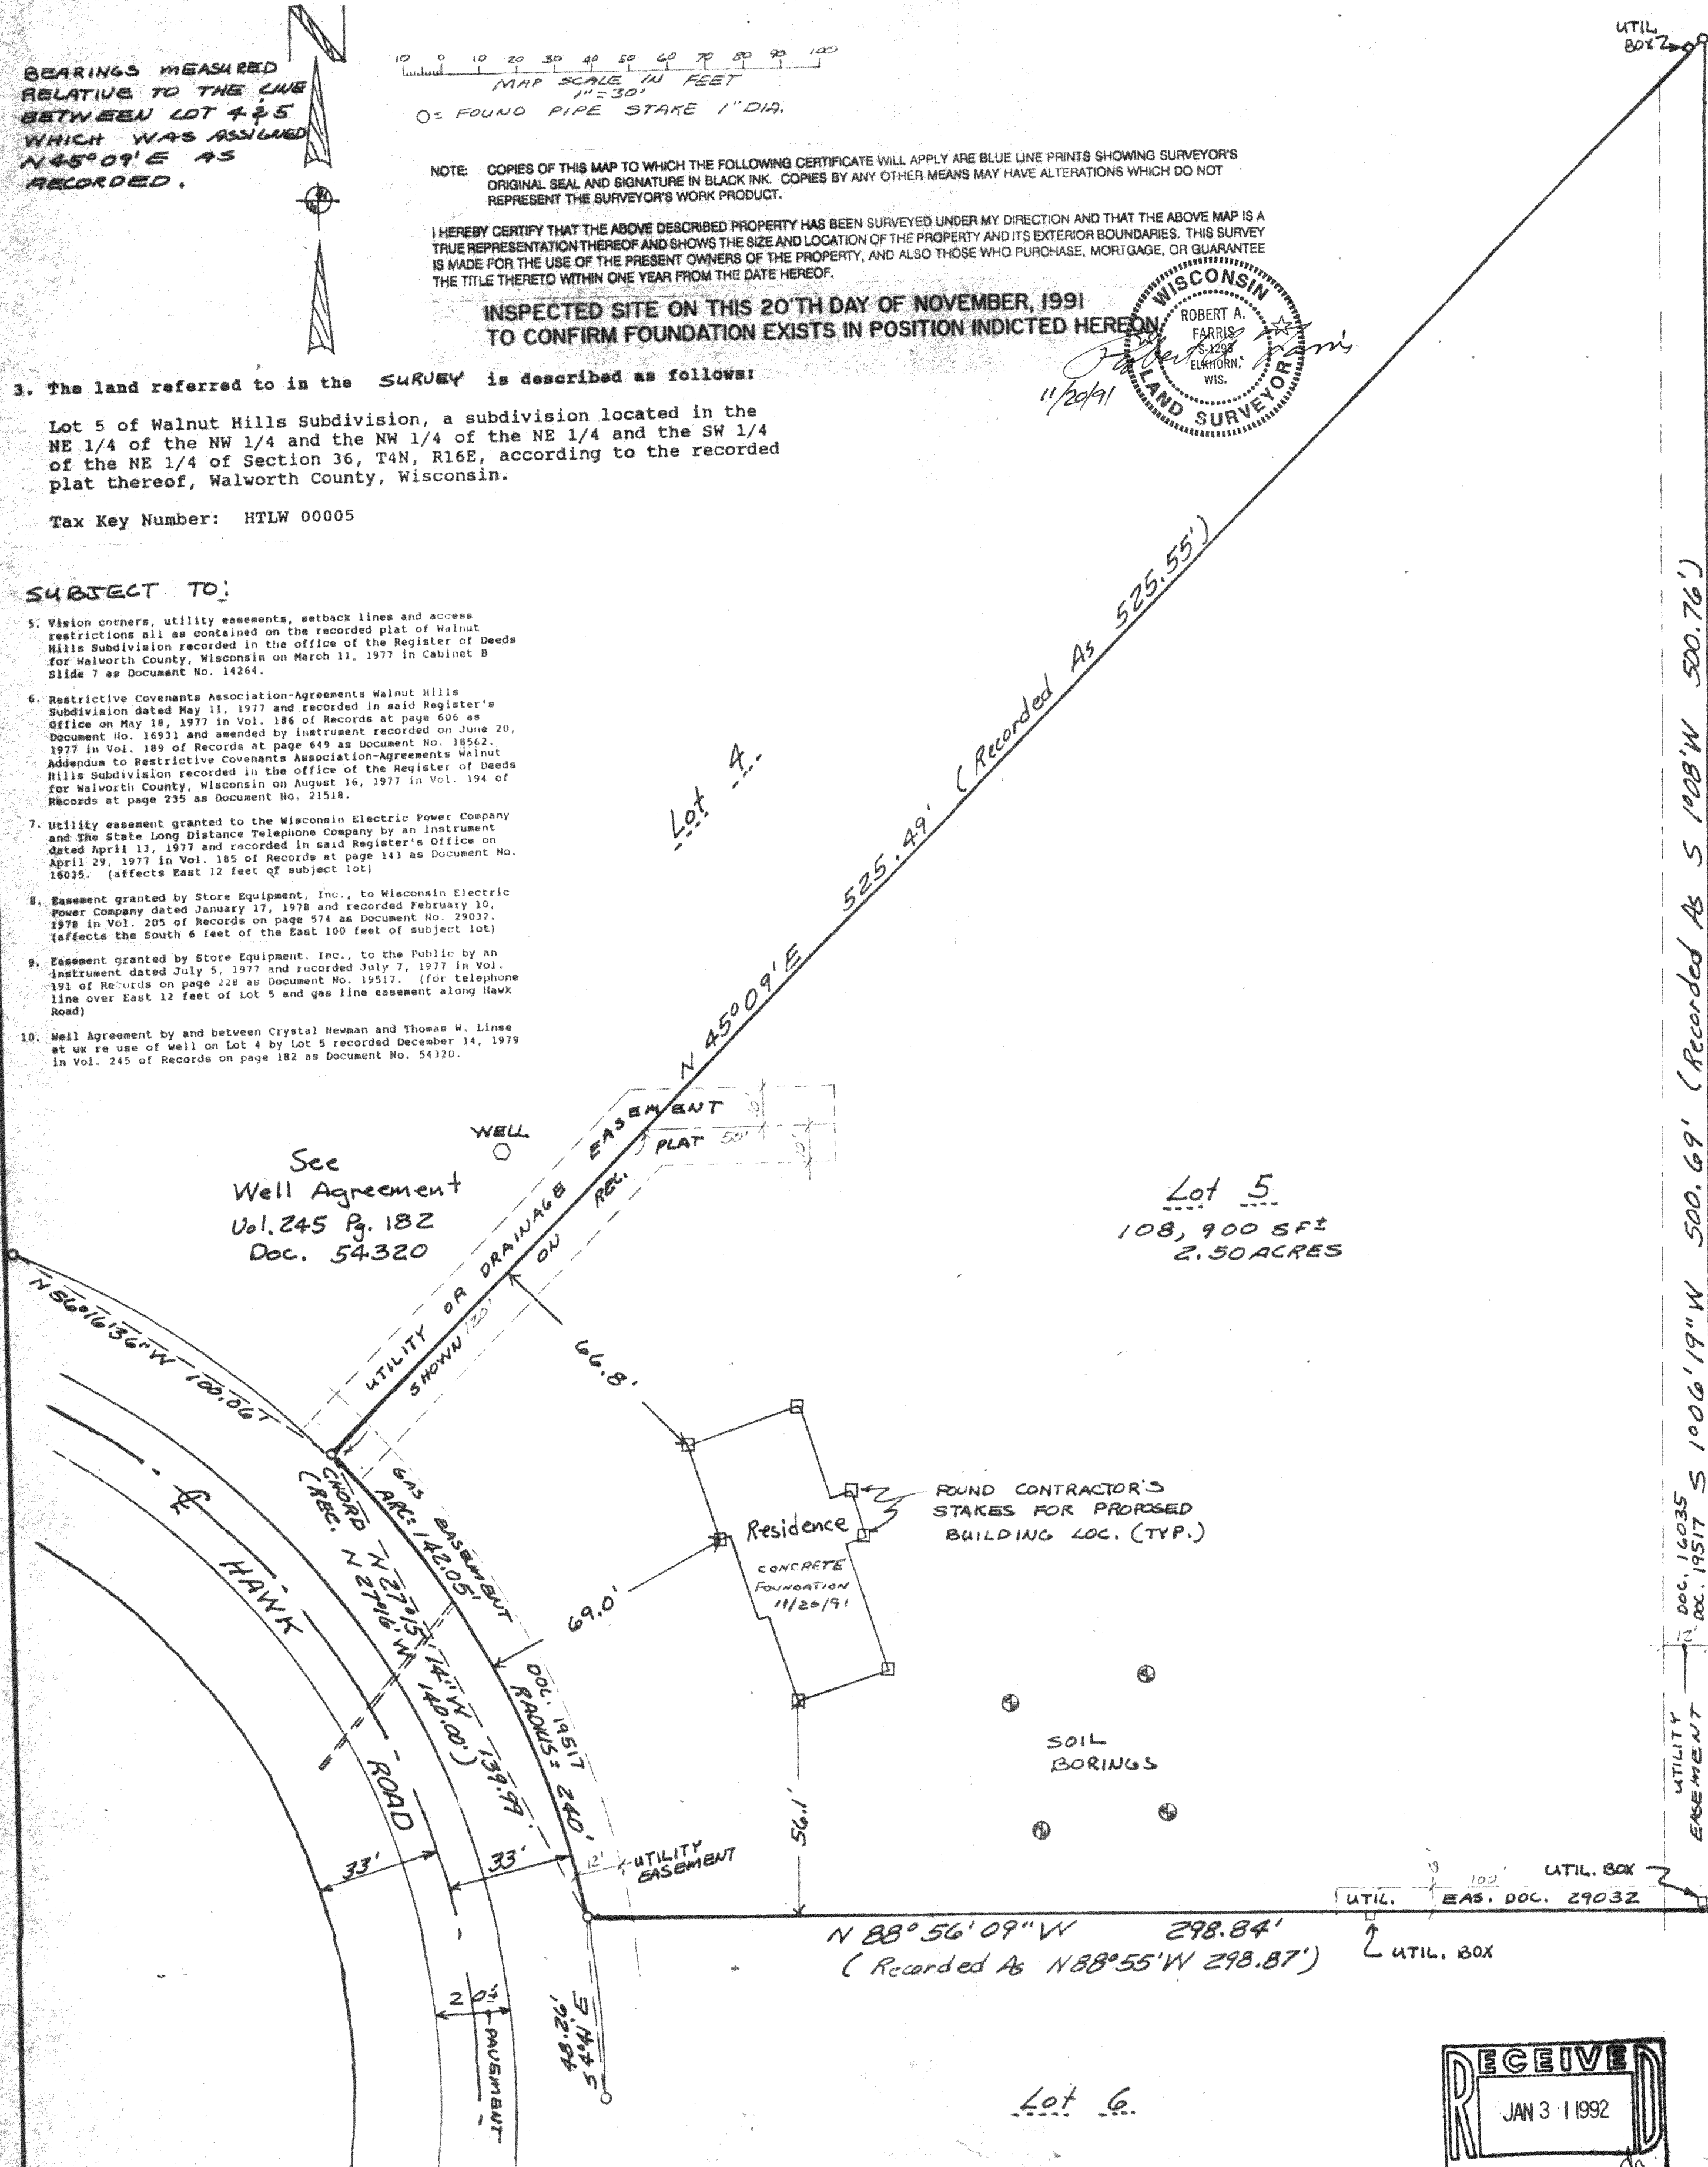 N
BEARINGS MEASURED
RELATIVE TO THE LINE
BETWEEN LOT 4 & 5
WHICH WAS ASSIGNED
N 45° 09' E AS
RECORDED.
10 0 10 20 30 40 50 60 70 80 90 100
MAP SCALE IN FEET
1" = 30'
O = FOUND PIPE STAKE 1" DIA.
UTIL
BOX
NOTE: COPIES OF THIS MAP TO WHICH THE FOLLOWING CERTIFICATE WILL APPLY ARE BLUE LINE PRINTS SHOWING SURVEYOR'S
ORIGINAL SEAL AND SIGNATURE IN BLACK INK. COPIES BY ANY OTHER MEANS MAY HAVE ALTERATIONS WHICH DO NOT
REPRESENT THE SURVEYOR'S WORK PRODUCT.
I HEREBY CERTIFY THAT THE ABOVE DESCRIBED PROPERTY HAS BEEN SURVEYED UNDER MY DIRECTION AND THAT THE ABOVE MAP IS A
TRUE REPRESENTATION THEREOF AND SHOWS THE SIZE AND LOCATION OF THE PROPERTY AND ITS EXTERIOR BOUNDARIES. THIS SURVEY
IS MADE FOR THE USE OF THE PRESENT OWNERS OF THE PROPERTY, AND ALSO THOSE WHO PURCHASE, MORTGAGE, OR GUARANTEE
THE TITLE THERETO WITHIN ONE YEAR FROM THE DATE HEREOF.
INSPECTED SITE ON THIS 20'TH DAY OF NOVEMBER, 1991
TO CONFIRM FOUNDATION EXISTS IN POSITION INDICTED HEREON
WISCONSIN
ROBERT A.
FARRIS
S-1293
ELKHORN,
WIS.
LAND SURVEYOR
Robert A. Farris
11/20/91
3. The land referred to in the SURVEY is described as follows:
Lot 5 of Walnut Hills Subdivision, a subdivision located in the
NE 1/4 of the NW 1/4 and the NW 1/4 of the NE 1/4 and the SW 1/4
of the NE 1/4 of Section 36, T4N, R16E, according to the recorded
plat thereof, Walworth County, Wisconsin.
Tax Key Number: HTLW 00005
SUBJECT TO:
5. Vision corners, utility easements, setback lines and access
restrictions all as contained on the recorded plat of Walnut
Hills Subdivision recorded in the office of the Register of Deeds
for Walworth County, Wisconsin on March 11, 1977 in Cabinet B
Slide 7 as Document No. 14264.
6. Restrictive Covenants Association-Agreements Walnut Hills
Subdivision dated May 11, 1977 and recorded in said Register's
Office on May 18, 1977 in Vol. 186 of Records at page 606 as
Document No. 16931 and amended by instrument recorded on June 20,
1977 in Vol. 189 of Records at page 649 as Document No. 18562.
Addendum to Restrictive Covenants Association-Agreements Walnut
Hills Subdivision recorded in the office of the Register of Deeds
for Walworth County, Wisconsin on August 16, 1977 in Vol. 194 of
Records at page 235 as Document No. 21518.
7. Utility easement granted to the Wisconsin Electric Power Company
and The State Long Distance Telephone Company by an instrument
dated April 13, 1977 and recorded in said Register's Office on
April 29, 1977 in Vol. 185 of Records at page 143 as Document No.
16035. (affects East 12 feet of subject lot)
8. Easement granted by Store Equipment, Inc., to Wisconsin Electric
Power Company dated January 17, 1978 and recorded February 10,
1978 in Vol. 205 of Records on page 574 as Document No. 29032.
(affects the South 6 feet of the East 100 feet of subject lot)
9. Easement granted by Store Equipment, Inc., to the Public by an
instrument dated July 5, 1977 and recorded July 7, 1977 in Vol.
191 of Records on page 228 as Document No. 19517. (for telephone
line over East 12 feet of Lot 5 and gas line easement along Hawk
Road)
10. Well Agreement by and between Crystal Newman and Thomas W. Linse
et ux re use of well on Lot 4 by Lot 5 recorded December 14, 1979
in Vol. 245 of Records on page 182 as Document No. 54320.
Lot 4
N 45° 09' E 525.49' (Recorded As 525.55')
S 1° 06' 19" W 500.69' (Recorded As S 1° 08' W 500.76')
WELL
See
Well Agreement
Vol. 245 Pg. 182
Doc. 54320
UTILITY OR DRAINAGE EASEMENT
SHOWN ON REC. PLAT
120'
50'
10'
10'
Lot 5
108,900 SF±
2.50 ACRES
N 56° 16' 36" W 100.06'
66.8'
69.0'
Residence
CONCRETE
FOUNDATION
11/20/91
FOUND CONTRACTOR'S
STAKES FOR PROPOSED
BUILDING LOC. (TYP.)
GAS EASEMENT DOC. 19517
ARC: 142.05' RADIUS = 240'
CHORD - N 27° 15' 14" W - 139.99'
(REC. N 27° 16' W 140.00')
HAWK ROAD
33'
33'
12'
UTILITY
EASEMENT
56.1'
SOIL
BORINGS
DOC. 16035
DOC. 19517
12'
UTILITY
EASEMENT
6'
100'
UTIL. BOX
UTIL. EAS. DOC. 29032
UTIL. BOX
N 88° 56' 09" W 298.84'
(Recorded As N 88° 55' W 298.87')
20'±
PAVEMENT
S 4° 41' E
48.26'
Lot 6
RECEIVED
JAN 31 1992